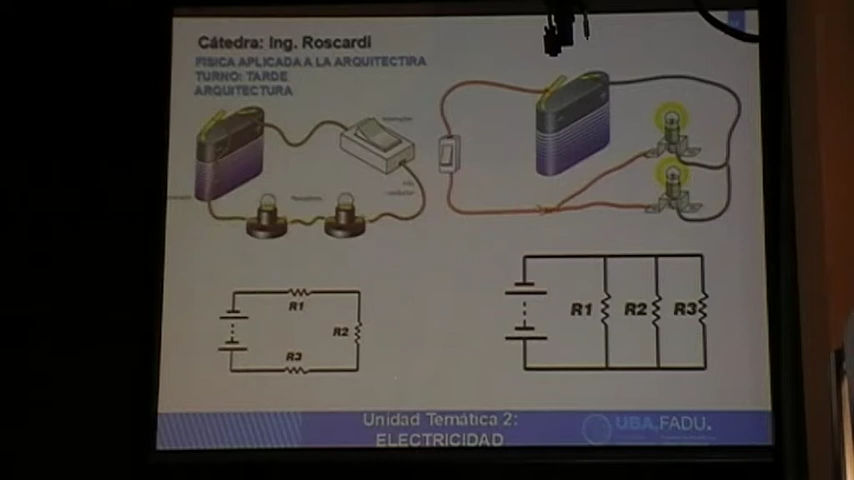 Cátedra: Ing. Roscardi
FISICA APLICADA A LA ARQUITECTIRA
TURNO: TARDE
ARQUITECTURA
R1
R2
R3
R1 R2 R3
Unidad Temática 2:
ELECTRICIDAD
UBA.FADU.